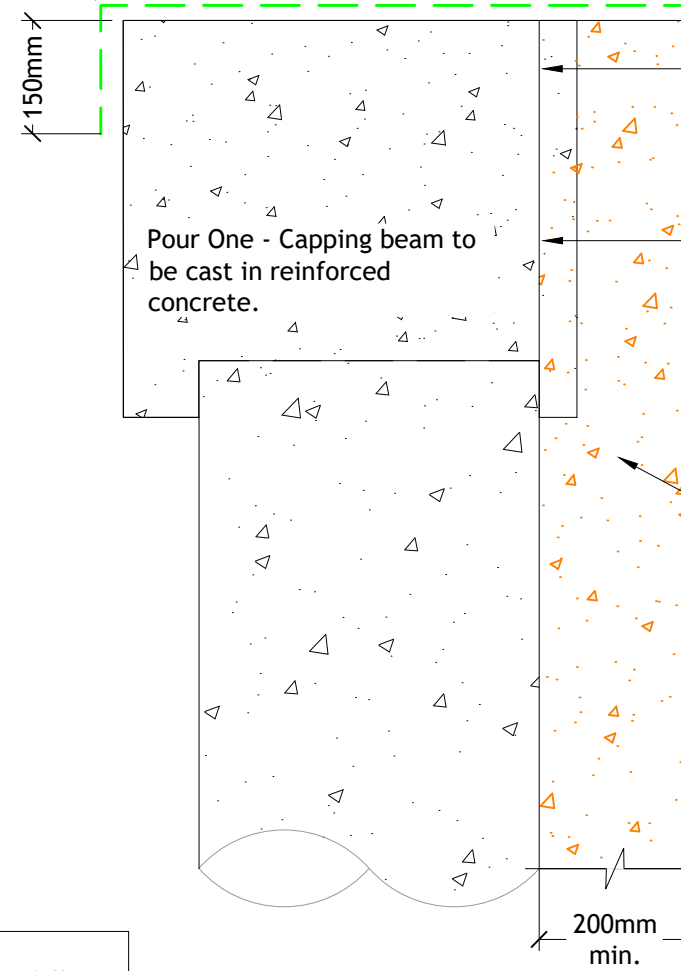 150mm
Pour One - Capping beam to
be cast in reinforced
concrete.
200mm
min.